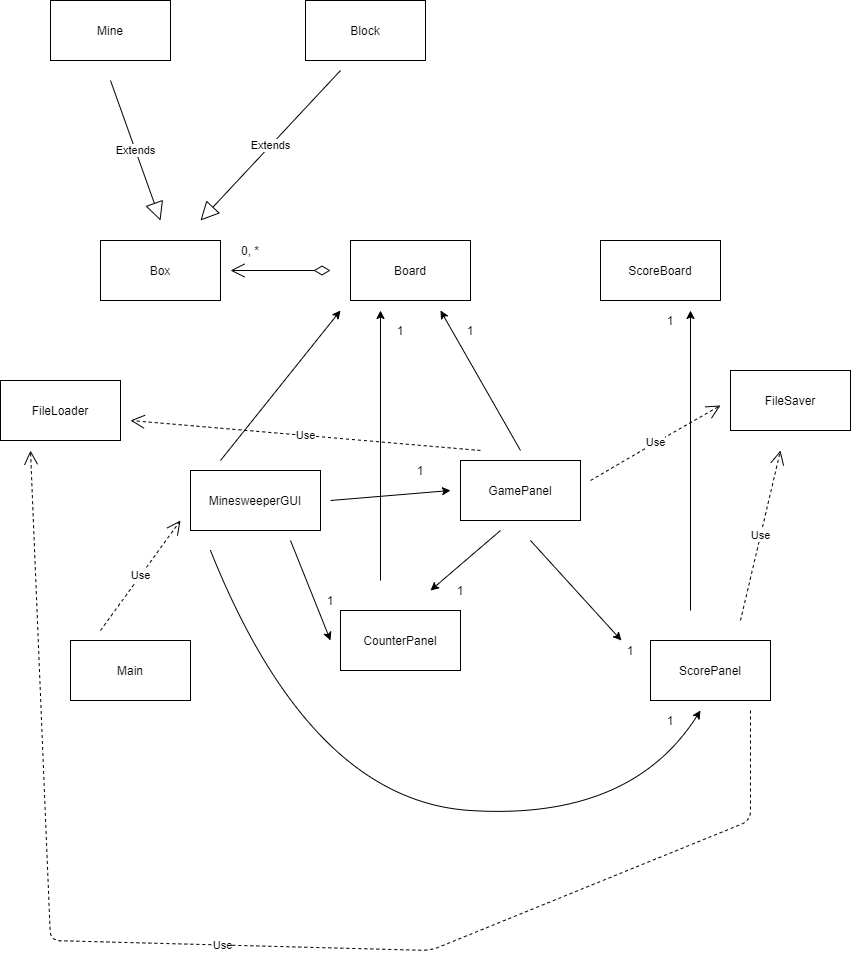 Mine
Block
Extends
Extends
0, *
Box
Board
ScoreBoard
1
1
1
FileLoader
FileSaver
Use
Use
1
MinesweeperGUI
GamePanel
Use
Use
1
1
CounterPanel
1
Main
ScorePanel
1
Use